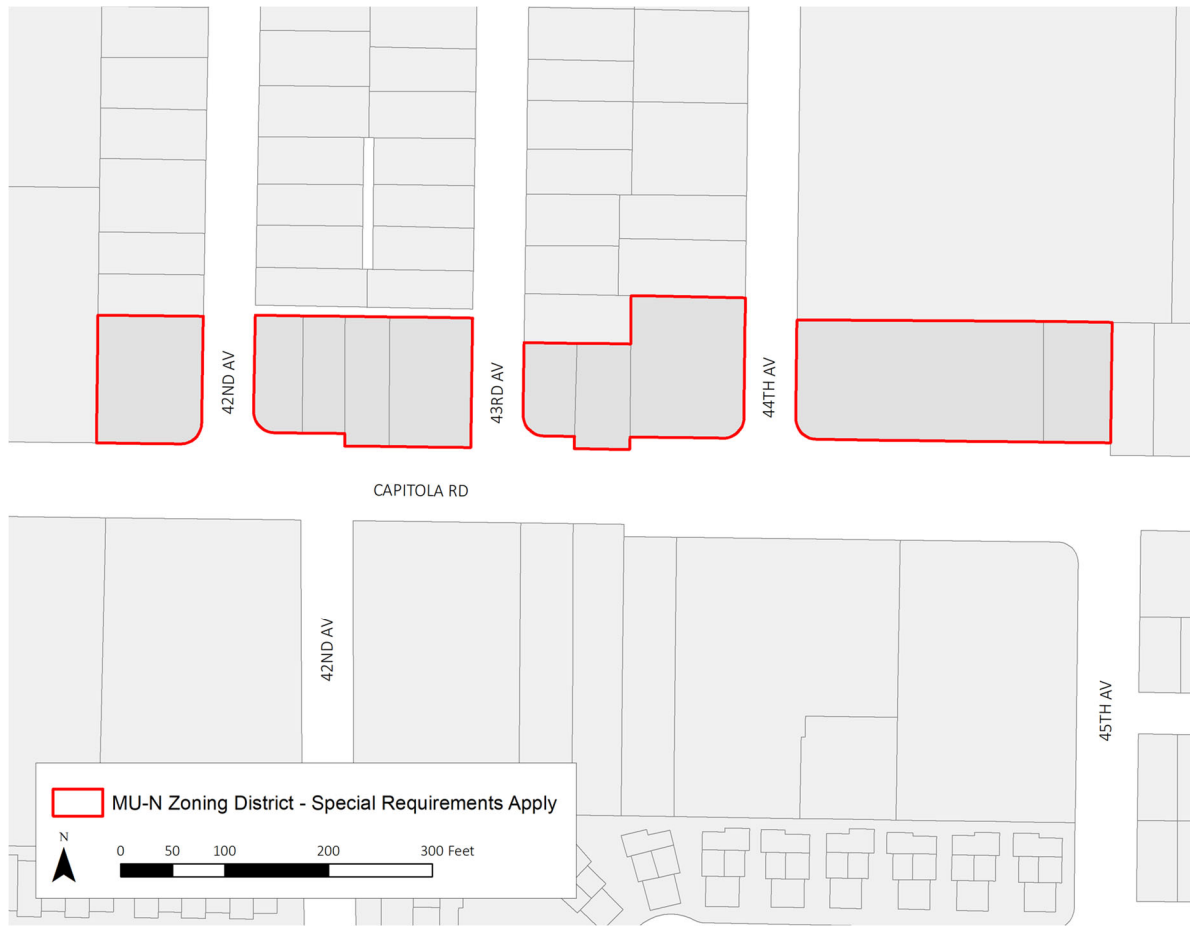 42ND AV
43RD AV
44TH AV
CAPITOLA RD
42ND AV
45TH AV
MU-N Zoning District - Special Requirements Apply
N
0 50 100 200 300 Feet